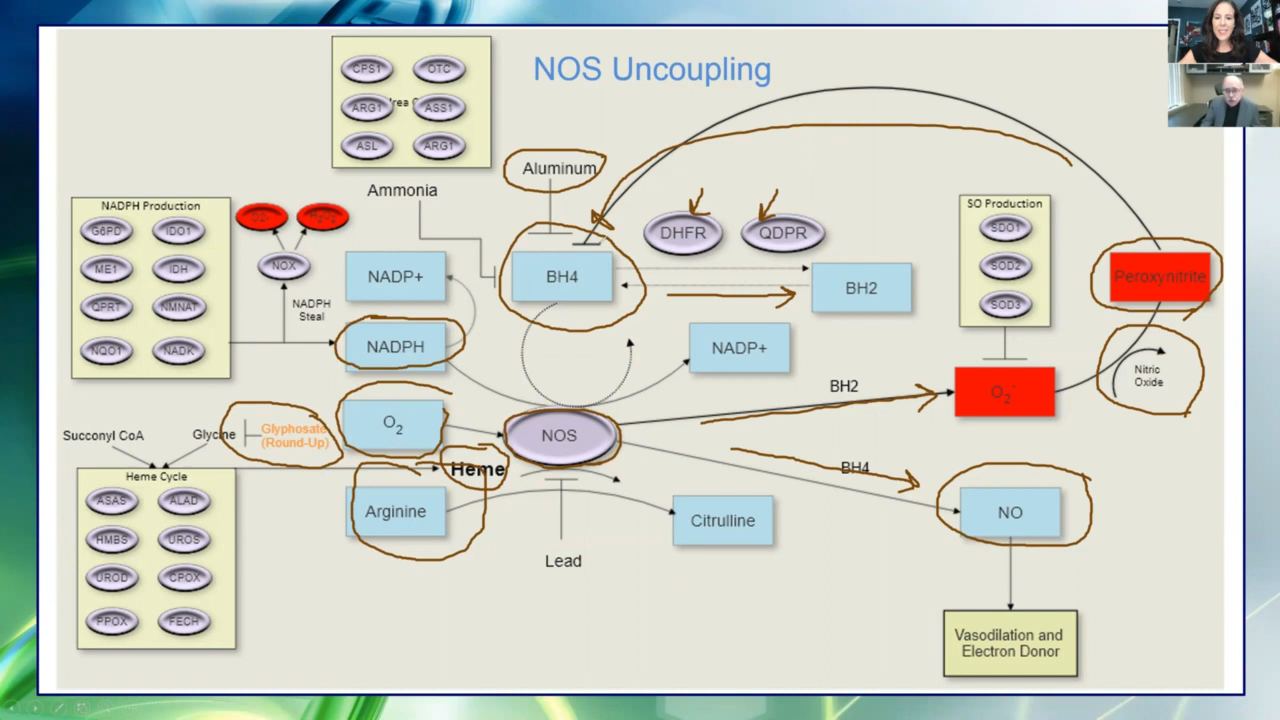 NOS Uncoupling
CPS1
OTC
ARG1
ASS1
ASL
ARG1
Aluminum
Ammonia
NADPH Production
G6PD
IDO1
ME1
IDH
QPRT
NMNAT
NQO1
NADK
NOX
NADPH
Steal
NADP+
NADPH
O2
Arginine
BH4
DHFR
QDPR
BH2
NADP+
SO Production
SDO1
SOD2
SOD3
Peroxynitrite
Nitric
Oxide
O2-
BH2
NOS
BH4
NO
Succonyl CoA
Glycine
Glyphosate
(Round-Up)
Heme
Heme Cycle
ASAS
ALAD
HMBS
UROS
UROD
CPOX
PPOX
FECH
Citrulline
Lead
Vasodilation and
Electron Donor